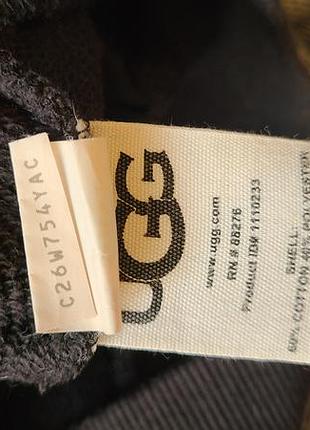 C26W754YAC
UGG
www.ugg.com
RN # 88276
Product ID# 1110233
SHELL:
60% COTTON 40% POLYESTER